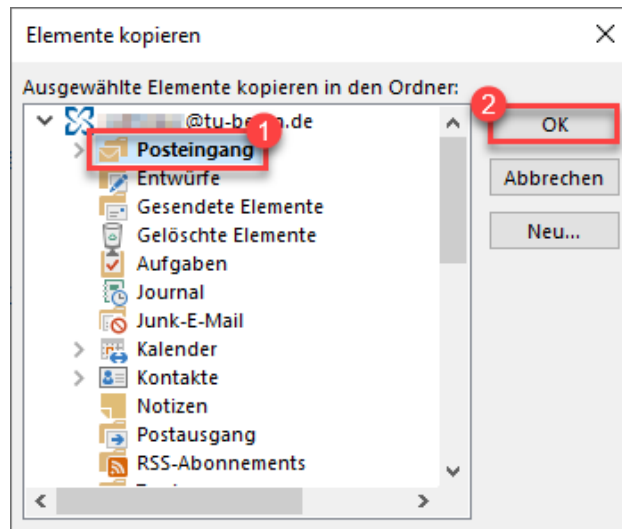 Elemente kopieren
Ausgewählte Elemente kopieren in den Ordner:
2
@tu-be n.de
1
OK
Posteingang
Entwürfe
Abbrechen
Gesendete Elemente
Gelöschte Elemente
Neu...
Aufgaben
Journal
Junk-E-Mail
Kalender
Kontakte
Notizen
Postausgang
RSS-Abonnements